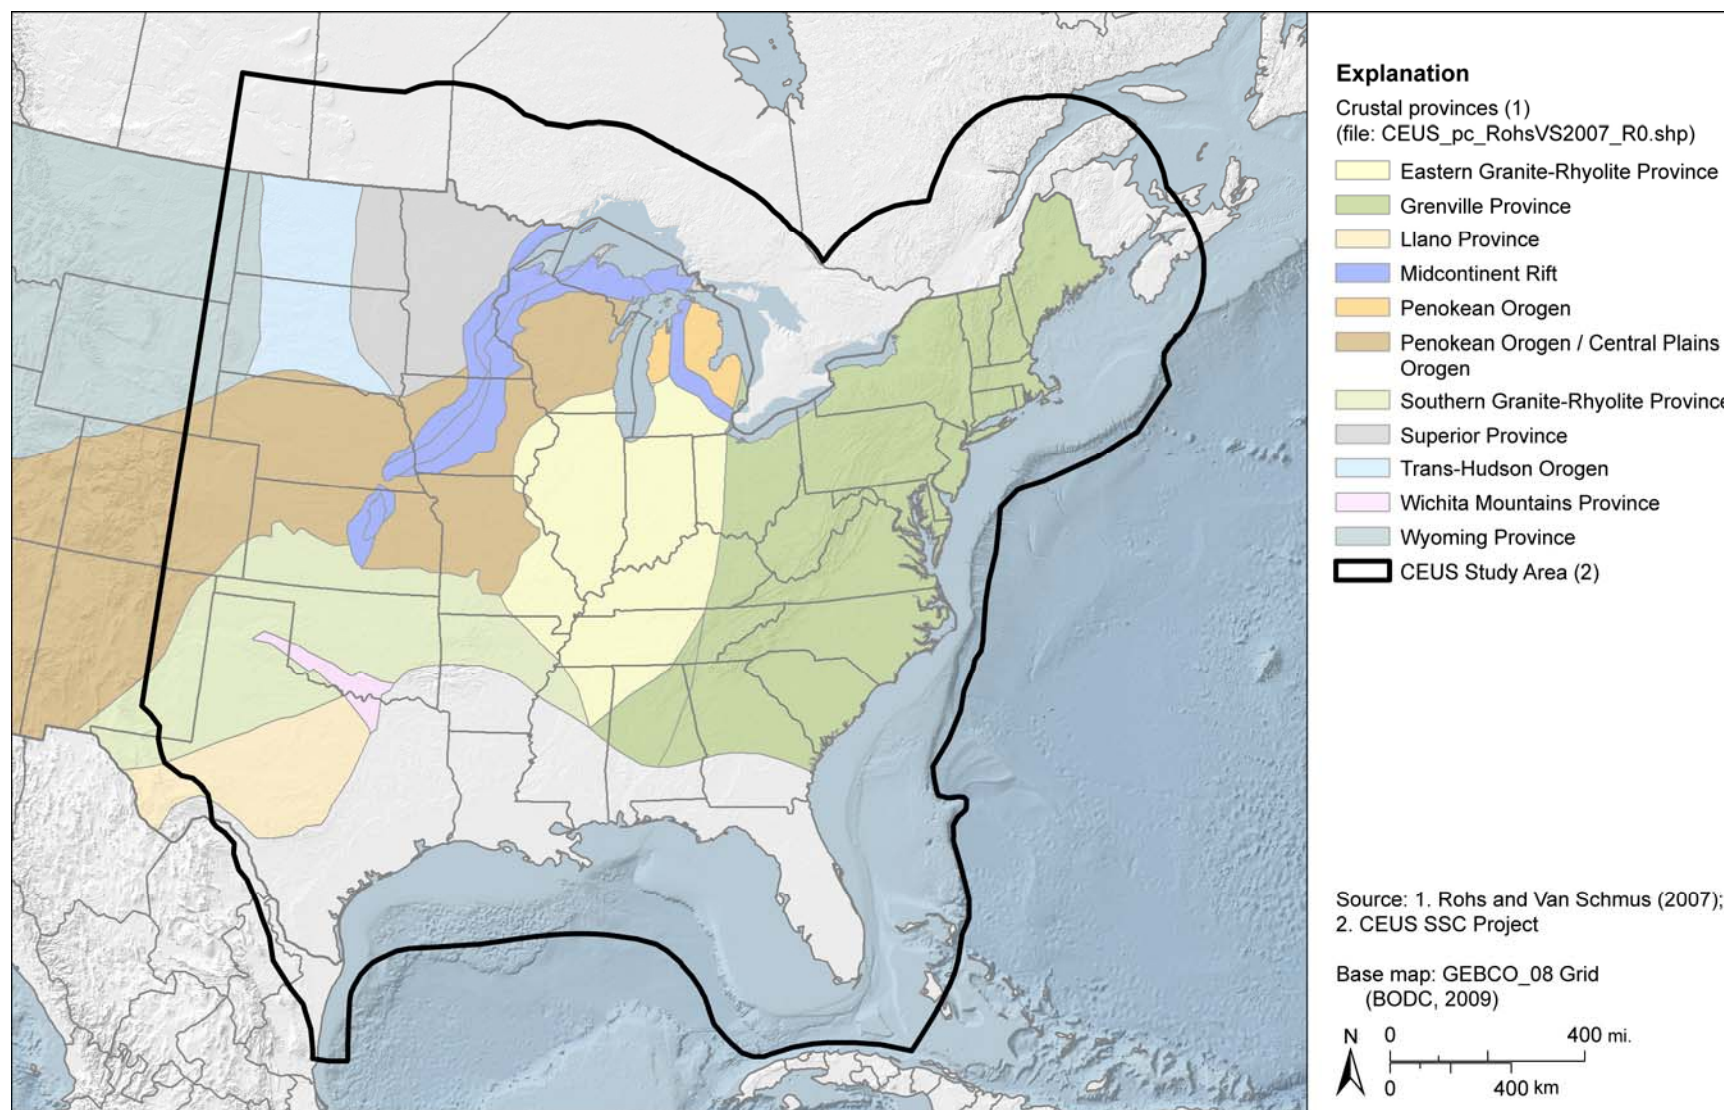 Explanation
Crustal provinces (1)
(file: CEUS_pc_RohsVS2007_R0.shp)
Eastern Granite-Rhyolite Province
Grenville Province
Llano Province
Midcontinent Rift
Penokean Orogen
Penokean Orogen / Central Plains
Orogen
Southern Granite-Rhyolite Province
Superior Province
Trans-Hudson Orogen
Wichita Mountains Province
Wyoming Province
CEUS Study Area (2)
Source: 1. Rohs and Van Schmus (2007);
2. CEUS SSC Project
Base map: GEBCO_08 Grid
(BODC, 2009)
N 0 400 mi.
0 400 km